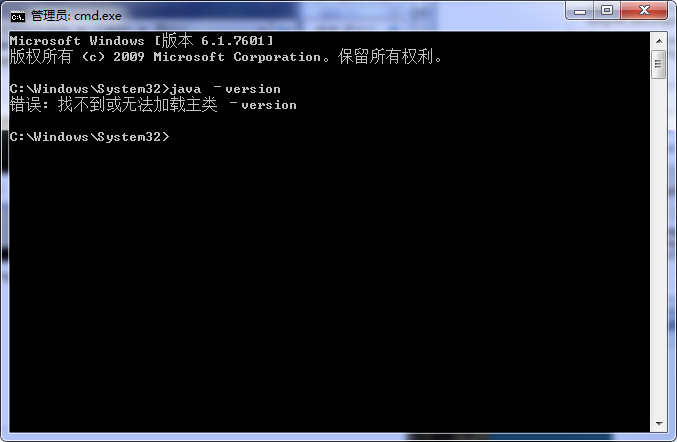 管理员: cmd.exe
Microsoft Windows [版本 6.1.7601]
版权所有 (c) 2009 Microsoft Corporation。保留所有权利。
C:\Windows\System32>java －version
错误: 找不到或无法加载主类 －version
C:\Windows\System32>